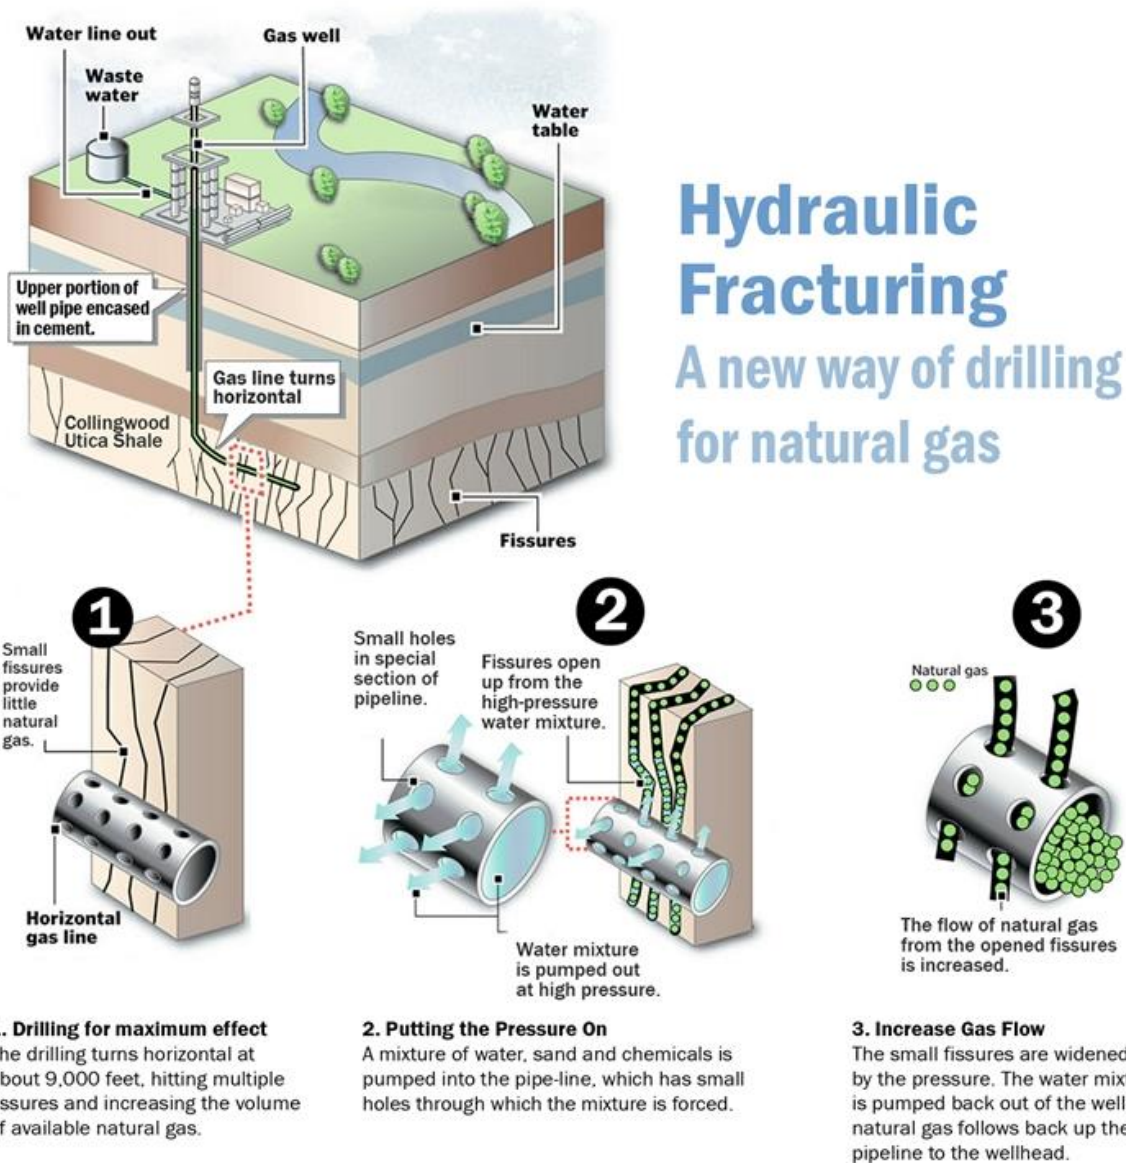 Water line out
Gas well
Waste
water
Water
table
Hydraulic
Fracturing
A new way of drilling
for natural gas
Upper portion of
well pipe encased
in cement.
Gas line turns
horizontal
Collingwood
Utica Shale
Fissures
1
Small
fissures
provide
little
natural
gas.
Horizontal
gas line
2
Small holes
in special
section of
pipeline.
Fissures open
up from the
high-pressure
water mixture.
Water mixture
is pumped out
at high pressure.
3
Natural gas
The flow of natural gas
from the opened fissures
is increased.
. Drilling for maximum effect
he drilling turns horizontal at
bout 9,000 feet, hitting multiple
ssures and increasing the volume
f available natural gas.
2. Putting the Pressure On
A mixture of water, sand and chemicals is
pumped into the pipe-line, which has small
holes through which the mixture is forced.
3. Increase Gas Flow
The small fissures are widened
by the pressure. The water mixt
is pumped back out of the well
natural gas follows back up the
pipeline to the wellhead.